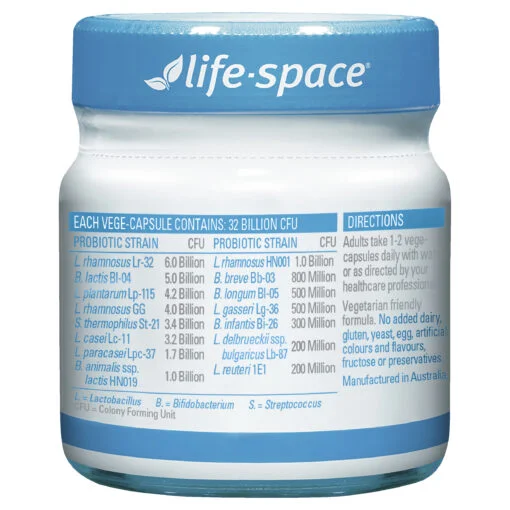 life-space®
EACH VEGE-CAPSULE CONTAINS: 32 BILLION CFU
PROBIOTIC STRAIN CFU
L. rhamnosus Lr-32 6.0 Billion
B. lactis Bl-04 5.0 Billion
L. plantarum Lp-115 4.2 Billion
L. rhamnosus GG 4.0 Billion
S. thermophilus St-21 3.4 Billion
L. casei Lc-11 3.2 Billion
L. paracasei Lpc-37 1.7 Billion
B. animalis ssp.
lactis HN019 1.0 Billion
PROBIOTIC STRAIN CFU
L. rhamnosus HN001 1.0 Billion
B. breve Bb-03 800 Million
B. longum Bl-05 500 Million
L. gasseri Lg-36 500 Million
B. infantis Bi-26 300 Million
L. delbrueckii ssp.
bulgaricus Lb-87 200 Million
L. reuteri 1E1 200 Million
L. = Lactobacillus B. = Bifidobacterium S. = Streptococcus
CFU = Colony Forming Unit
DIRECTIONS
Adults take 1-2 vege-
capsules daily with
or as directed by your
healthcare
Vegetarian friendly
formula. No added dairy,
gluten, yeast, egg, artificial
colours and flavours,
fructose or preservatives.
Manufactured in Australia